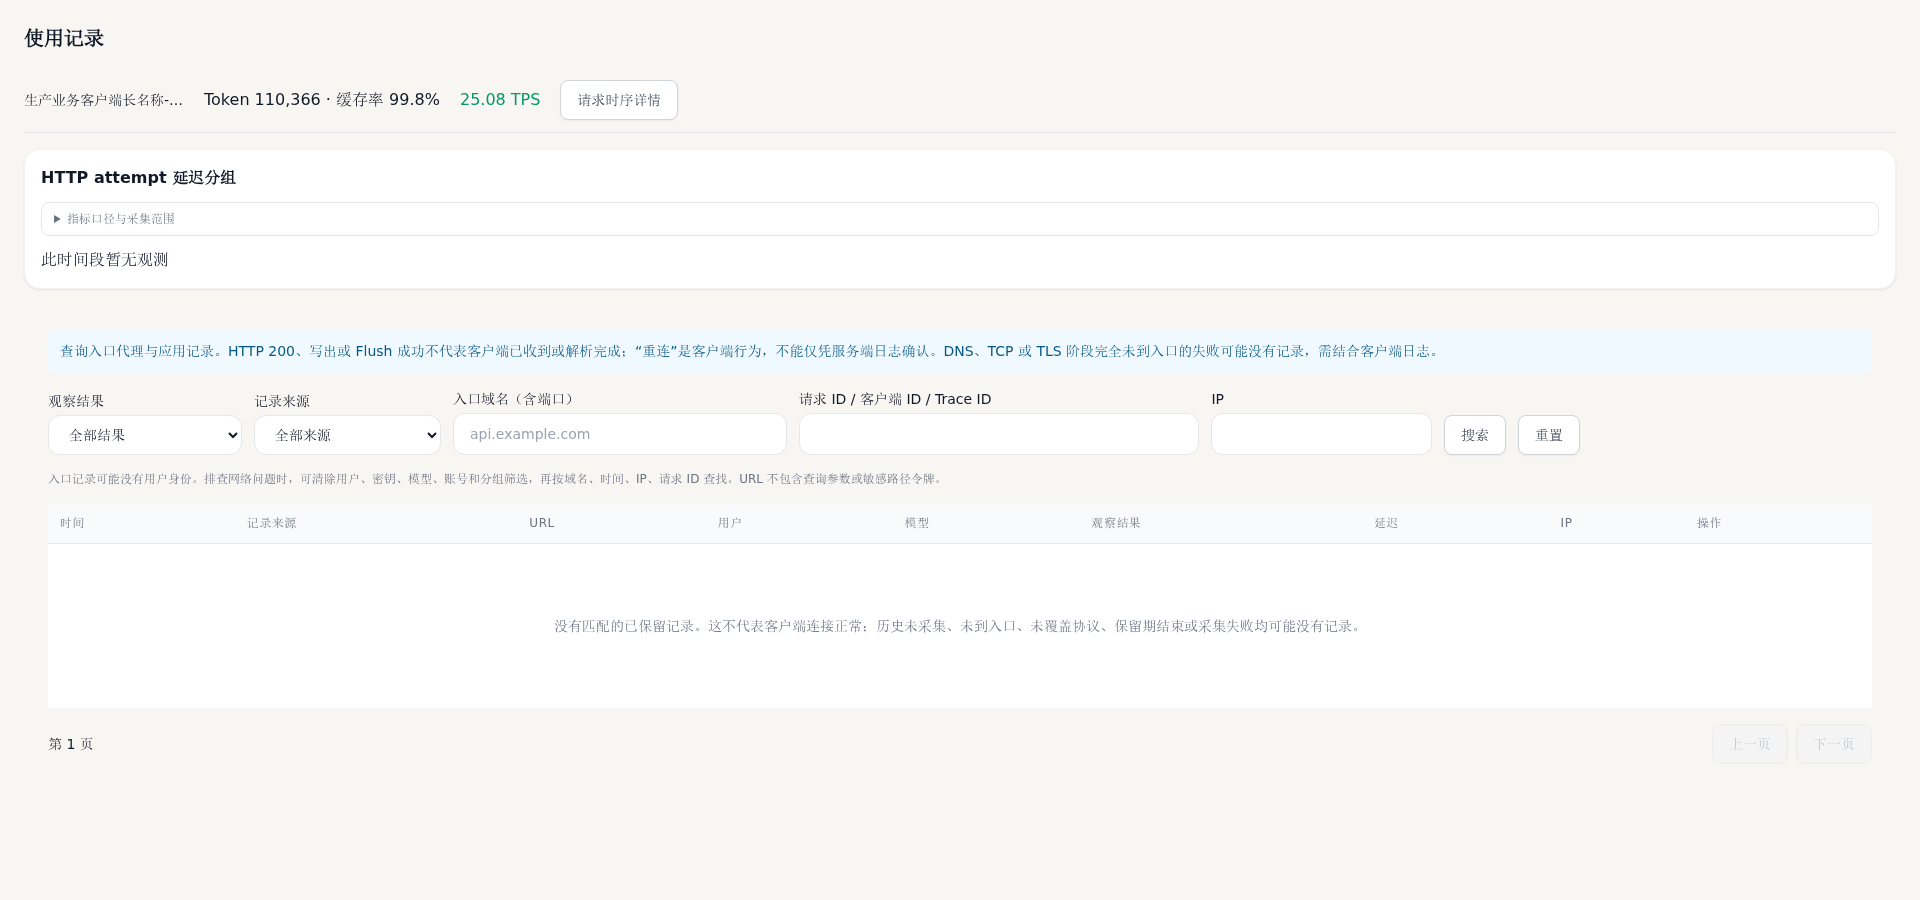 使用记录
生产业务客户端长名称-... Token 110,366 · 缓存率 99.8% 25.08 TPS 请求时序详情
HTTP attempt 延迟分组
指标口径与采集范围
此时间段暂无观测
查询入口代理与应用记录。HTTP 200、写出或 Flush 成功不代表客户端已收到或解析完成；“重连”是客户端行为，不能仅凭服务端日志确认。DNS、TCP 或 TLS 阶段完全未到入口的失败可能没有记录，需结合客户端日志。
观察结果 记录来源 入口域名（含端口） 请求 ID / 客户端 ID / Trace ID IP
全部结果 全部来源 api.example.com 搜索 重置
入口记录可能没有用户身份。排查网络问题时，可清除用户、密钥、模型、账号和分组筛选，再按域名、时间、IP、请求 ID 查找。URL 不包含查询参数或敏感路径令牌。
时间 记录来源 URL 用户 模型 观察结果 延迟 IP 操作
没有匹配的已保留记录。这不代表客户端连接正常；历史未采集、未到入口、未覆盖协议、保留期结束或采集失败均可能没有记录。
第 1 页 上一页 下一页